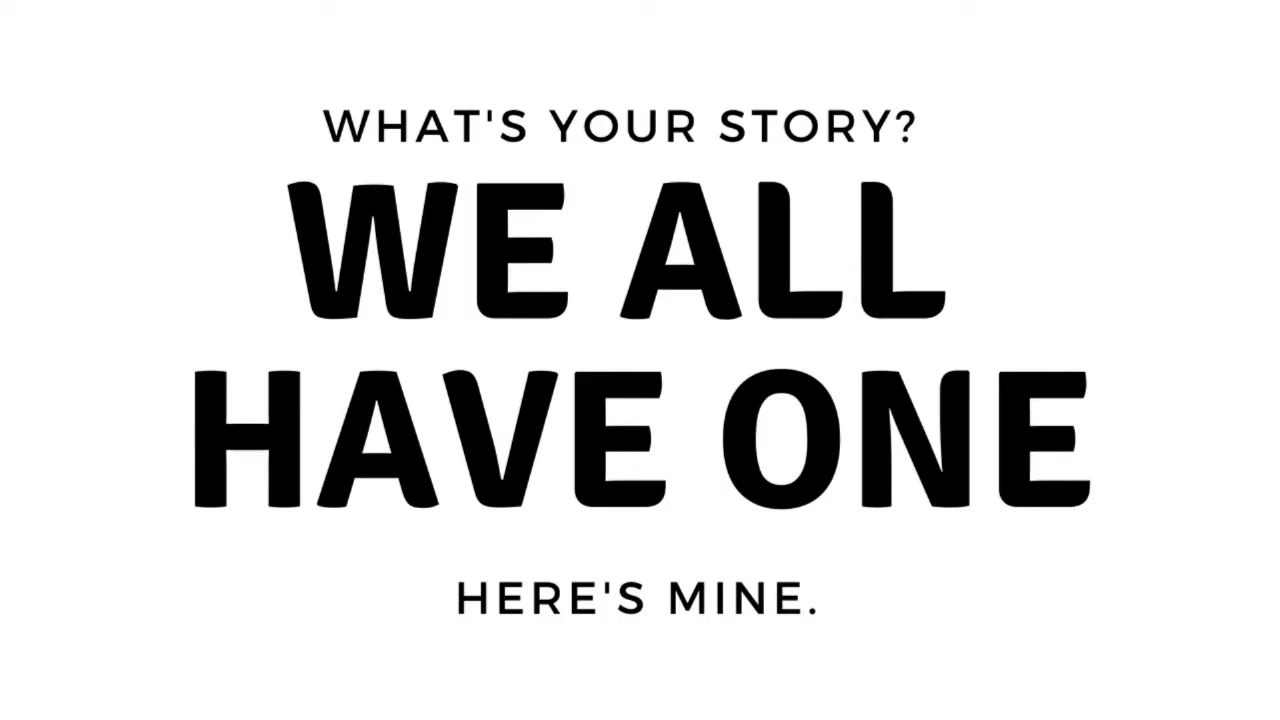 WHAT'S YOUR STORY?
WE ALL
HAVE ONE
HERE'S MINE.